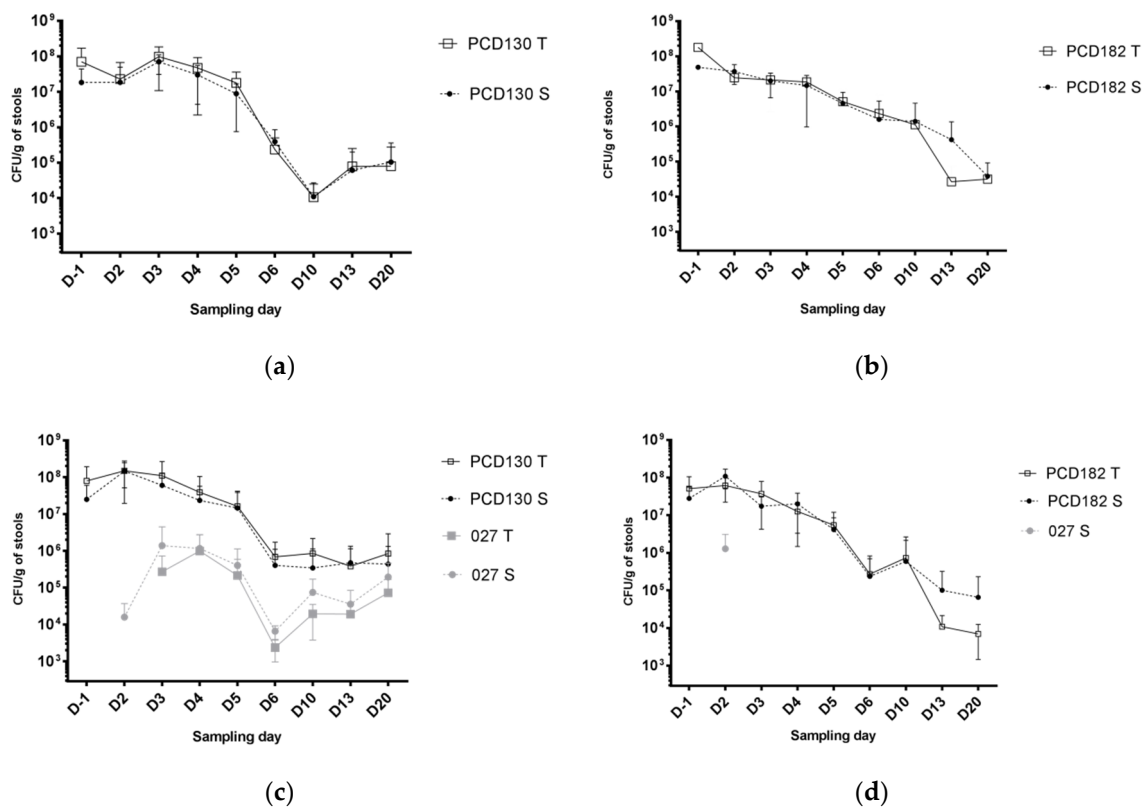 10⁹
10⁸
10⁷
10⁶
10⁵
10⁴
10³
CFU/g of stools
D-1 D2 D3 D4 D5 D6 D10 D13 D20
Sampling day
PCD130 T
PCD130 S
(a)
10⁹
10⁸
10⁷
10⁶
10⁵
10⁴
10³
CFU/g of stools
D-1 D2 D3 D4 D5 D6 D10 D13 D20
Sampling day
PCD182 T
PCD182 S
(b)
10⁹
10⁸
10⁷
10⁶
10⁵
10⁴
10³
CFU/g of stools
D-1 D2 D3 D4 D5 D6 D10 D13 D20
Sampling day
PCD130 T
PCD130 S
027 T
027 S
(c)
10⁹
10⁸
10⁷
10⁶
10⁵
10⁴
10³
CFU/g of stools
D-1 D2 D3 D4 D5 D6 D10 D13 D20
Sampling day
PCD182 T
PCD182 S
027 S
(d)